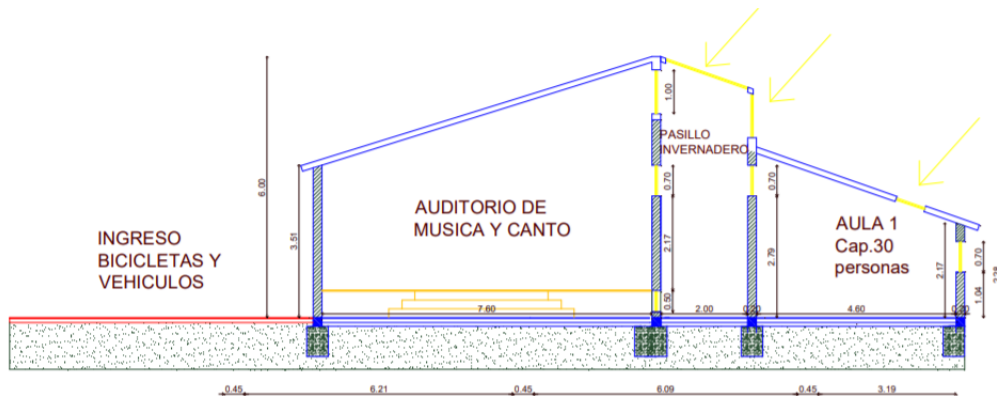 INGRESO
BICICLETAS Y
VEHICULOS
6.00
3.51
AUDITORIO DE
MUSICA Y CANTO
7.60
1.00
PASILLO
INVERNADERO
0.70
2.17
0.50
2.00
0.70
2.79
AULA 1
Cap.30
personas
4.60
2.17
0.70
1.04
0.45
6.21
0.45
6.09
0.45
3.19